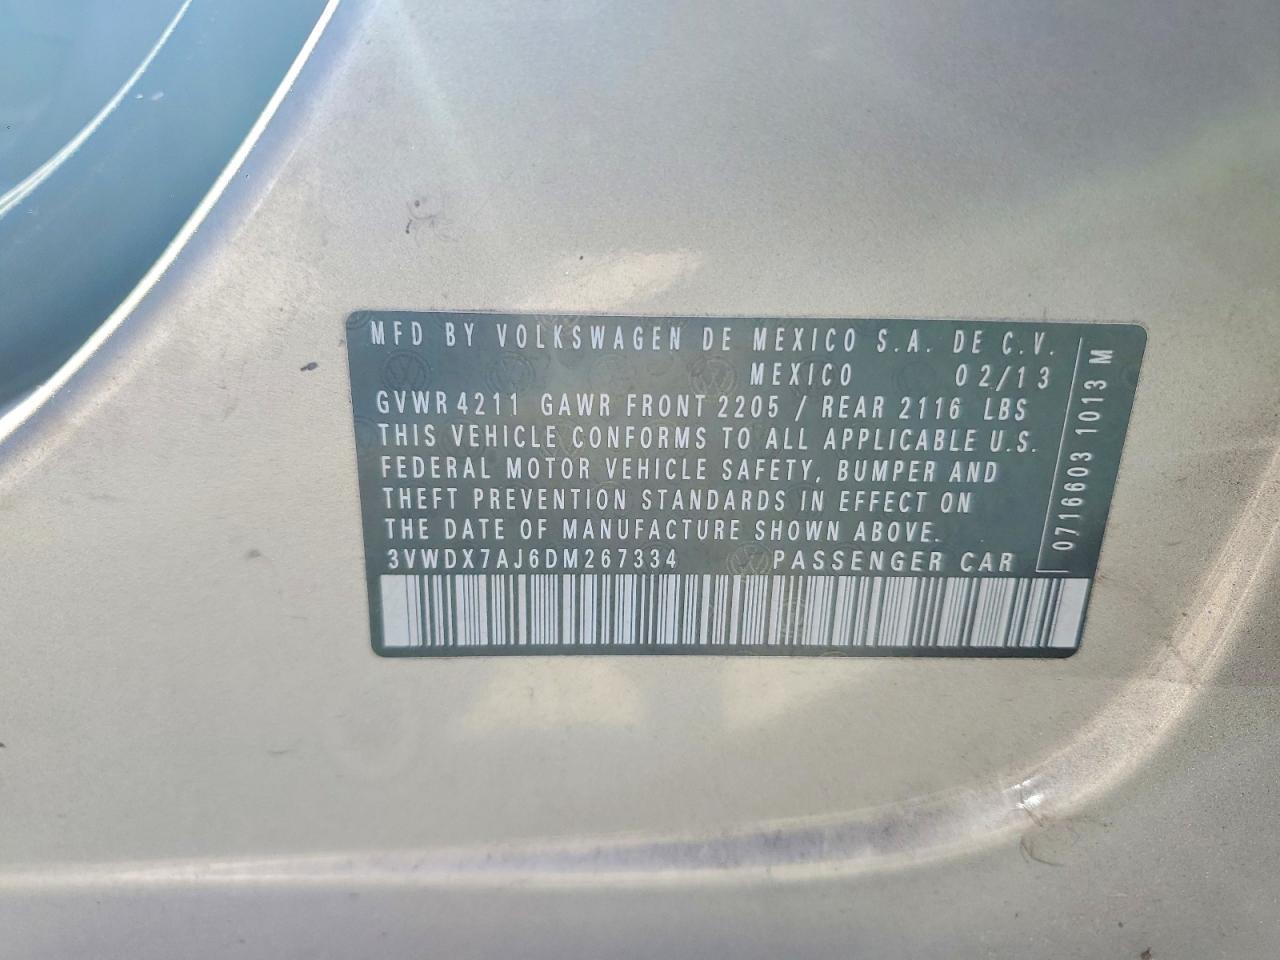 MFD BY VOLKSWAGEN DE MEXICO S.A. DE C.V.
MEXICO 02/13
GVWR 4211 GAWR FRONT 2205 / REAR 2116 LBS
THIS VEHICLE CONFORMS TO ALL APPLICABLE U.S.
FEDERAL MOTOR VEHICLE SAFETY, BUMPER AND
THEFT PREVENTION STANDARDS IN EFFECT ON
THE DATE OF MANUFACTURE SHOWN ABOVE.
3VWDX7AJ6DM267334 PASSENGER CAR
0716603 1013 M